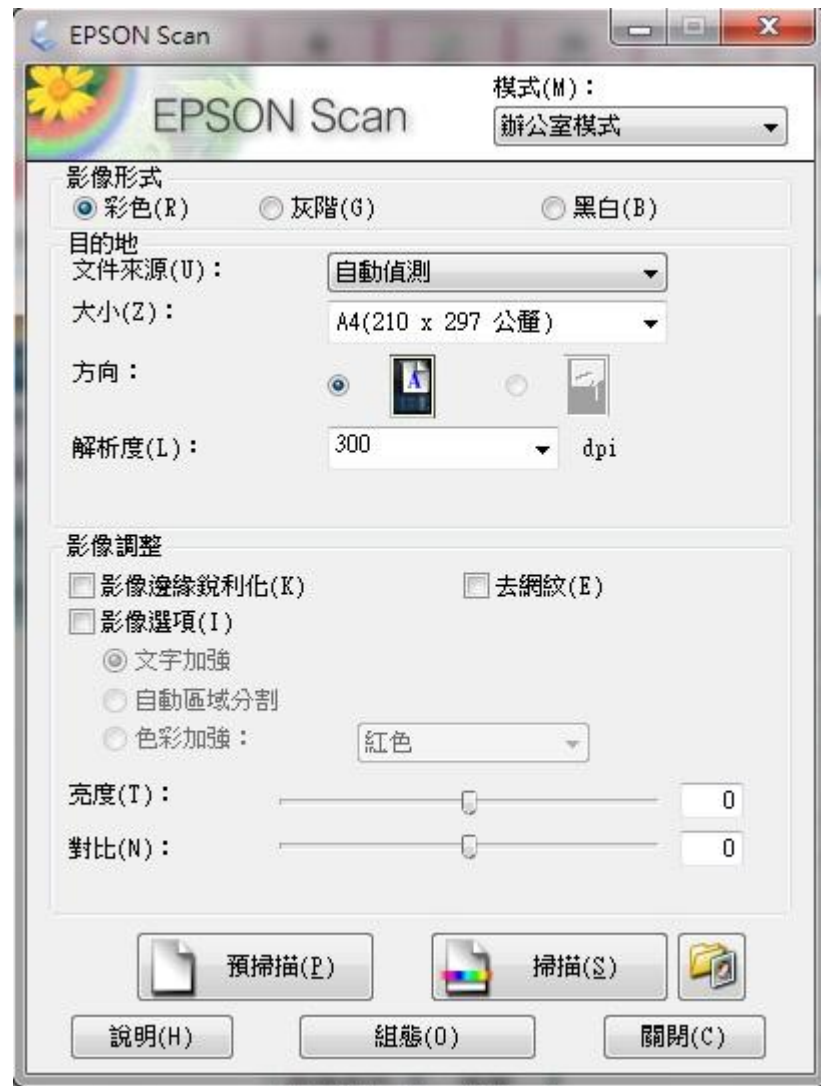 EPSON Scan
EPSON Scan
模式(M)：
辦公室模式
影像形式
彩色(R) 灰階(G) 黑白(B)
目的地
文件來源(U)： 自動偵測
大小(Z)： A4(210 x 297 公釐)
方向： A
解析度(L)： 300 dpi
影像調整
影像邊緣銳利化(K) 去網紋(E)
影像選項(I)
文字加強
自動區域分割
色彩加強： 紅色
亮度(T)： 0
對比(N)： 0
預掃描(P) 掃描(S)
說明(H) 組態(O) 關閉(C)